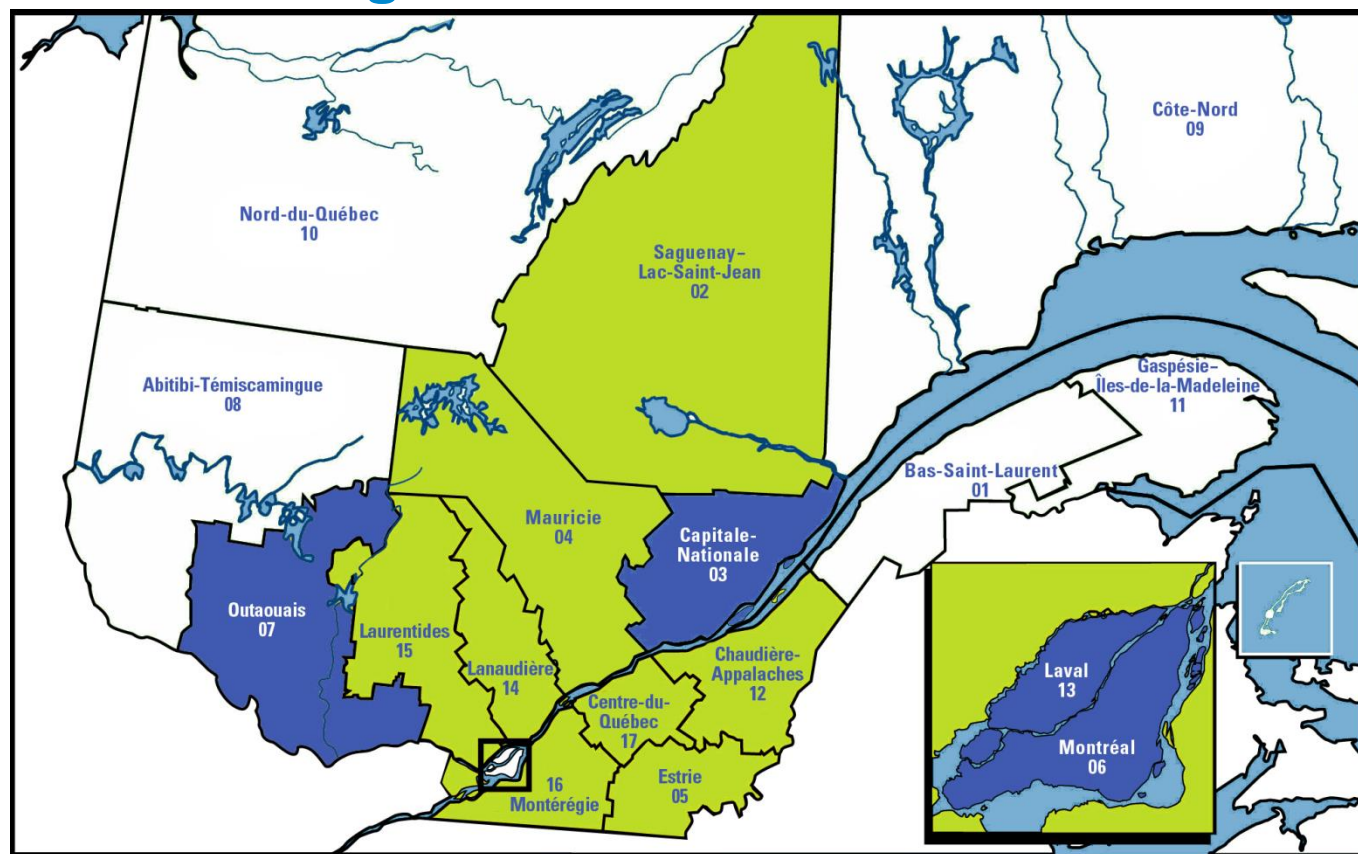 Côte-Nord
09
Nord-du-Québec
10
Saguenay–
Lac-Saint-Jean
02
Abitibi-Témiscamingue
08
Gaspésie–
Îles-de-la-Madeleine
11
Bas-Saint-Laurent
01
Mauricie
04
Capitale-
Nationale
03
Outaouais
07
Laurentides
15
Lanaudière
14
Chaudière-
Appalaches
12
Centre-du-
Québec
17
Estrie
05
16
Montérégie
Laval
13
Montréal
06